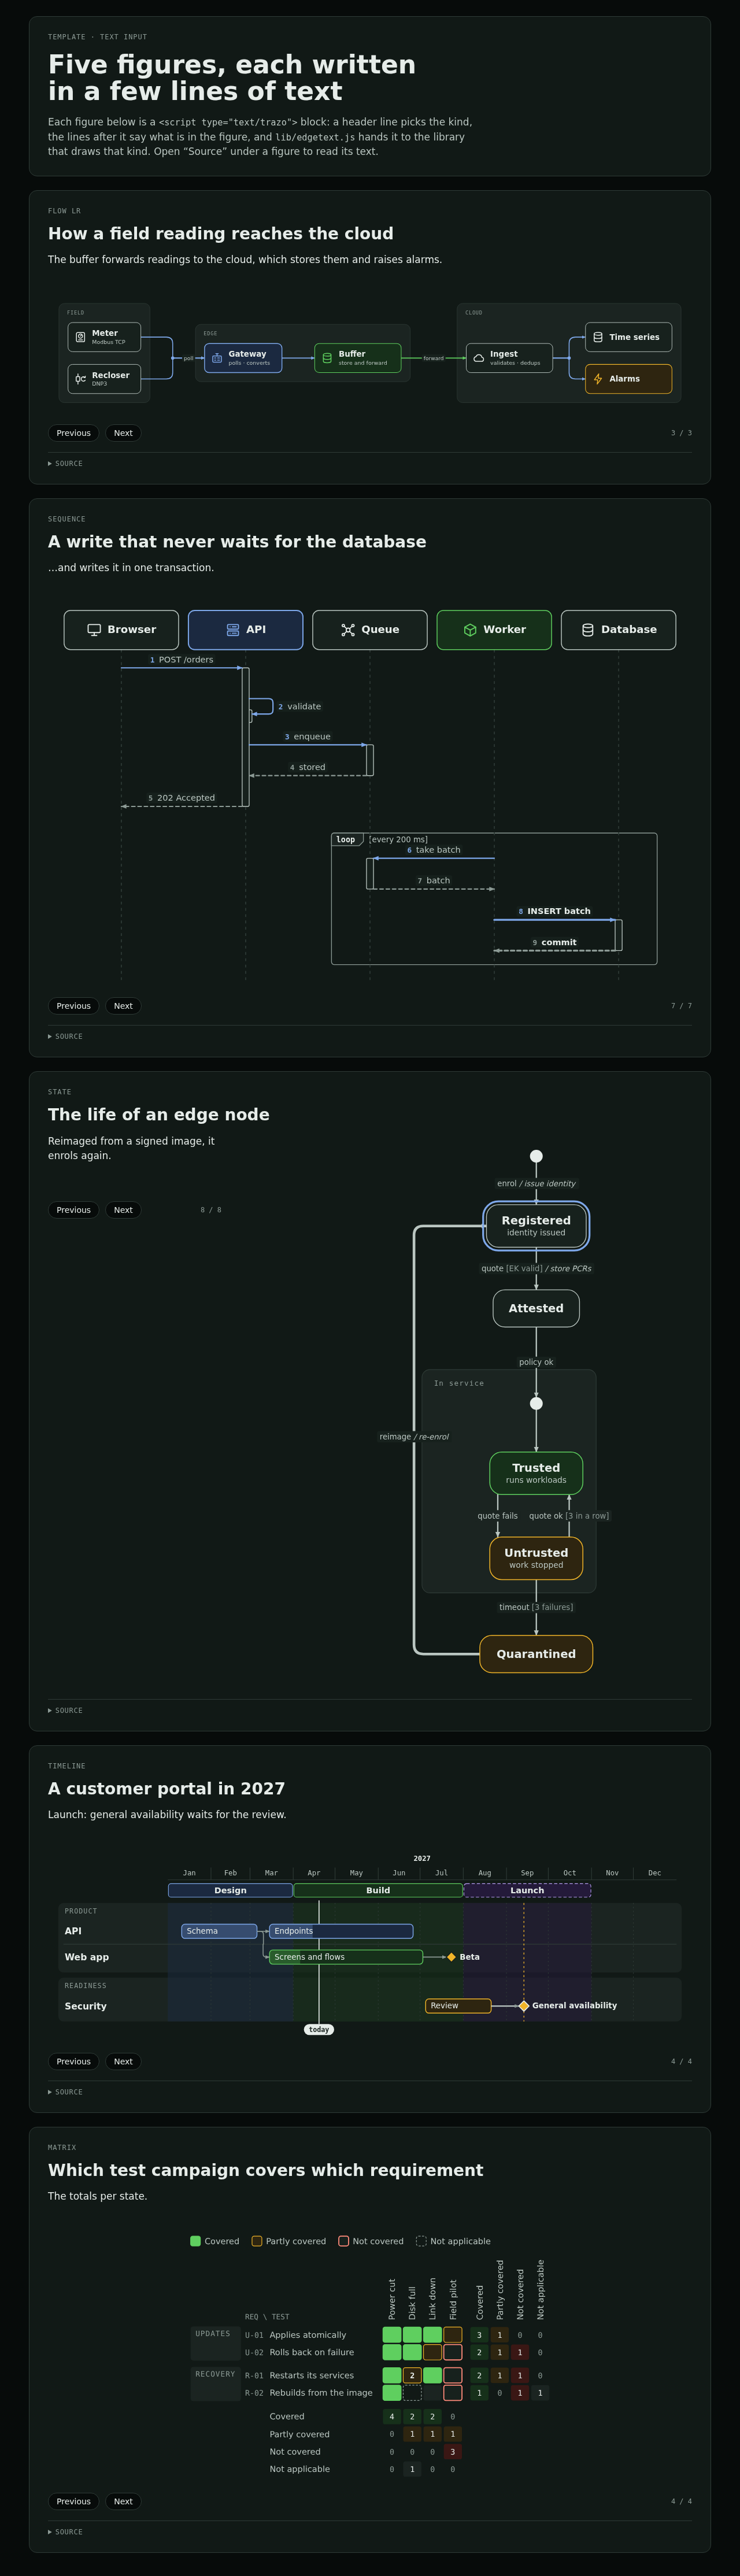 TEMPLATE · TEXT INPUT
Five figures, each written
in a few lines of text
Each figure below is a <script type="text/trazo"> block: a header line picks the kind,
the lines after it say what is in the figure, and lib/edgetext.js hands it to the library
that draws that kind. Open “Source” under a figure to read its text.
FLOW LR
How a field reading reaches the cloud
The buffer forwards readings to the cloud, which stores them and raises alarms.
FIELD
Meter
Modbus TCP
Recloser
DNP3
poll
EDGE
Gateway
polls · converts
Buffer
store and forward
forward
CLOUD
Ingest
validates · dedups
Time series
Alarms
Previous
Next
3 / 3
SOURCE
SEQUENCE
A write that never waits for the database
…and writes it in one transaction.
Browser
API
Queue
Worker
Database
1 POST /orders
2 validate
3 enqueue
4 stored
5 202 Accepted
loop [every 200 ms]
6 take batch
7 batch
8 INSERT batch
9 commit
Previous
Next
7 / 7
SOURCE
STATE
The life of an edge node
Reimaged from a signed image, it
enrols again.
Previous
Next
8 / 8
enrol / issue identity
Registered
identity issued
quote [EK valid] / store PCRs
Attested
policy ok
In service
reimage / re-enrol
Trusted
runs workloads
quote fails
quote ok [3 in a row]
Untrusted
work stopped
timeout [3 failures]
Quarantined
SOURCE
TIMELINE
A customer portal in 2027
Launch: general availability waits for the review.
2027
Jan Feb Mar Apr May Jun Jul Aug Sep Oct Nov Dec
Design Build Launch
PRODUCT
API
Schema
Endpoints
Web app
Screens and flows
Beta
READINESS
Security
Review
General availability
today
Previous
Next
4 / 4
SOURCE
MATRIX
Which test campaign covers which requirement
The totals per state.
Covered
Partly covered
Not covered
Not applicable
REQ \ TEST
Power cut
Disk full
Link down
Field pilot
Covered
Partly covered
Not covered
Not applicable
UPDATES
U-01 Applies atomically 3 1 0 0
U-02 Rolls back on failure 2 1 1 0
RECOVERY
R-01 Restarts its services 2 2 1 1 0
R-02 Rebuilds from the image 1 0 1 1
Covered 4 2 2 0
Partly covered 0 1 1 1
Not covered 0 0 0 3
Not applicable 0 1 0 0
Previous
Next
4 / 4
SOURCE